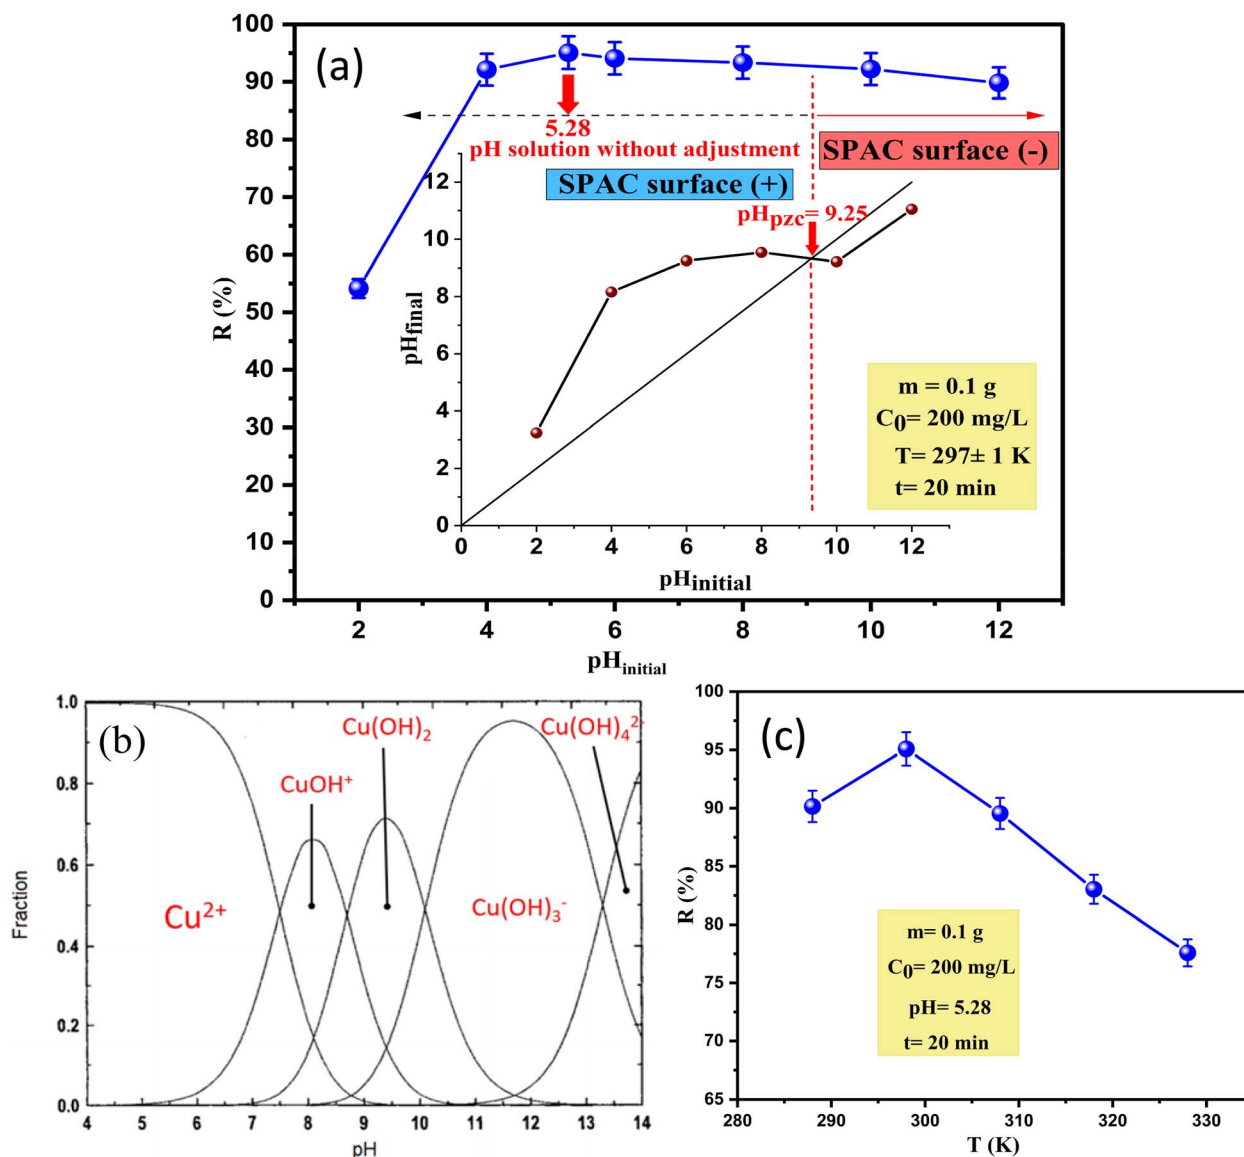 (a)
100
90
80
70
60
50
40
30
20
10
0
R (%)
5.28
pH solution without adjustment
SPAC surface (-)
SPAC surface (+)
pHpzc= 9.25
12
10
8
6
4
2
0
pHfinal
0 2 4 6 8 10 12
pHinitial
m = 0.1 g
C0= 200 mg/L
T= 297± 1 K
t= 20 min
2 4 6 8 10 12
pHinitial
(b)
1.0
0.8
0.6
0.4
0.2
0.0
Fraction
Cu2+
CuOH+
Cu(OH)2
Cu(OH)3-
Cu(OH)42-
4 5 6 7 8 9 10 11 12 13 14
pH
(c)
100
95
90
85
80
75
70
65
R (%)
m= 0.1 g
C0= 200 mg/L
pH= 5.28
t= 20 min
280 290 300 310 320 330
T (K)